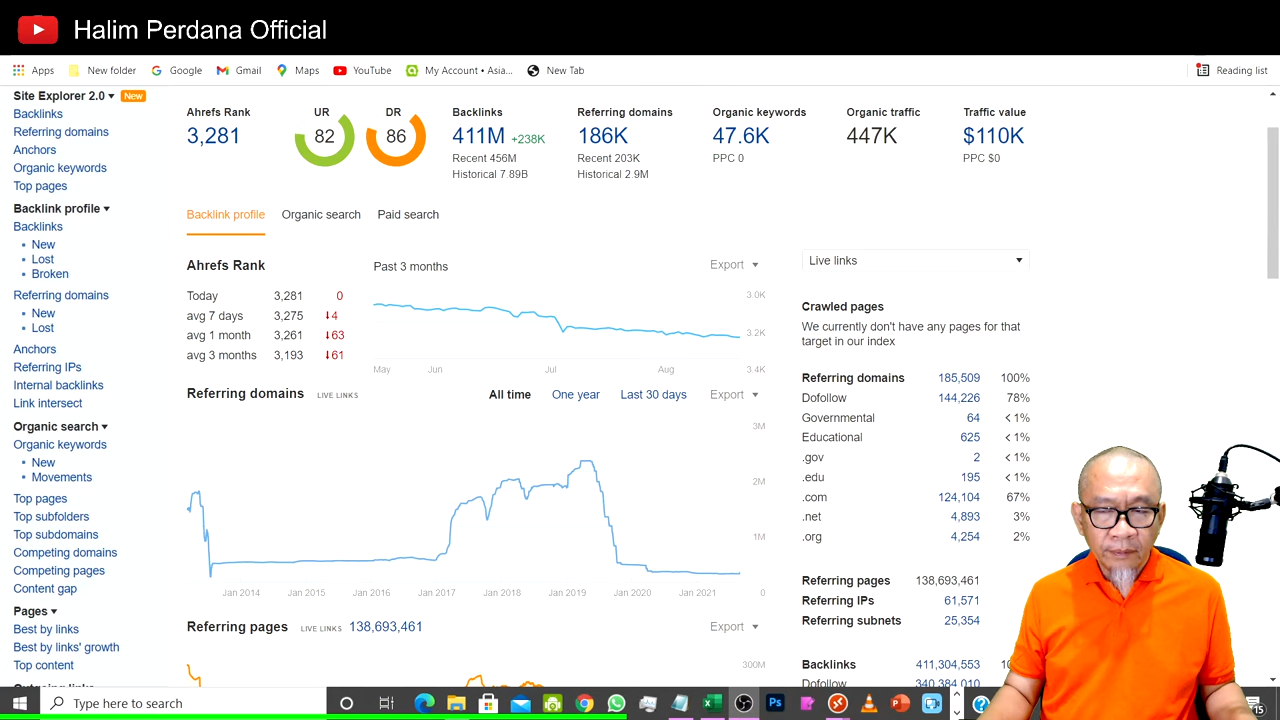 Halim Perdana Official
Apps New folder Google Gmail Maps YouTube My Account • Asia... New Tab Reading list
Site Explorer 2.0 New
Backlinks
Referring domains
Anchors
Organic keywords
Top pages
Backlink profile
Backlinks
New
Lost
Broken
Referring domains
New
Lost
Anchors
Referring IPs
Internal backlinks
Link intersect
Organic search
Organic keywords
New
Movements
Top pages
Top subfolders
Top subdomains
Competing domains
Competing pages
Content gap
Pages
Best by links
Best by links' growth
Top content
Outgoing links
Ahrefs Rank UR DR Backlinks Referring domains Organic keywords Organic traffic Traffic value
3,281 82 86 411M +238K 186K 47.6K 447K $110K
Recent 456M Recent 203K PPC 0 PPC $0
Historical 7.89B Historical 2.9M
Backlink profile Organic search Paid search
Ahrefs Rank Past 3 months Export
Today 3,281 0
avg 7 days 3,275 ↓4
avg 1 month 3,261 ↓63
avg 3 months 3,193 ↓61
3.0K
3.2K
3.4K
May Jun Jul Aug
Referring domains LIVE LINKS All time One year Last 30 days Export
3M
2M
1M
0
Jan 2014 Jan 2015 Jan 2016 Jan 2017 Jan 2018 Jan 2019 Jan 2020 Jan 2021
Referring pages LIVE LINKS 138,693,461 Export
300M
Live links
Crawled pages
We currently don't have any pages for that
target in our index
Referring domains 185,509 100%
Dofollow 144,226 78%
Governmental 64 < 1%
Educational 625 < 1%
.gov 2 < 1%
.edu 195 < 1%
.com 124,104 67%
.net 4,893 3%
.org 4,254 2%
Referring pages 138,693,461
Referring IPs 61,571
Referring subnets 25,354
Backlinks 411,304,553
Dofollow 340,384,010
Type here to search
15